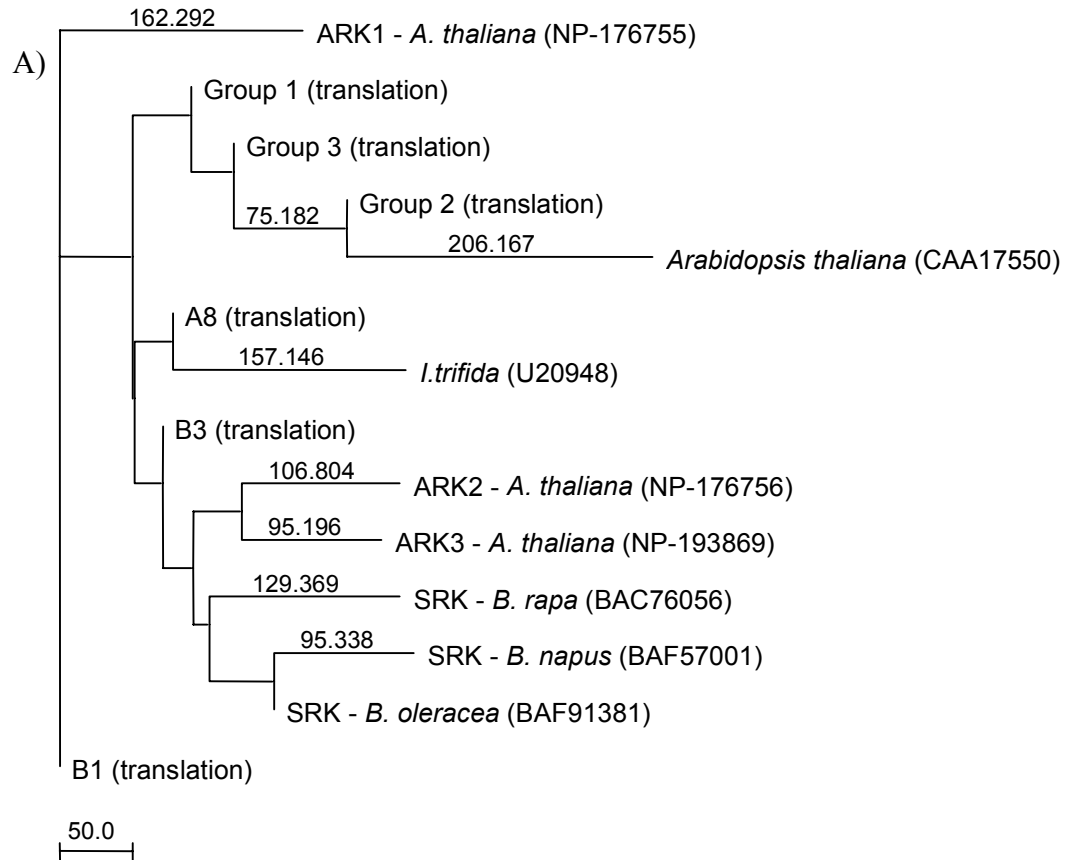 162.292
ARK1 - A. thaliana (NP-176755)
A)
Group 1 (translation)
Group 3 (translation)
Group 2 (translation)
75.182
206.167
Arabidopsis thaliana (CAA17550)
A8 (translation)
157.146
I.trifida (U20948)
B3 (translation)
106.804
ARK2 - A. thaliana (NP-176756)
95.196
ARK3 - A. thaliana (NP-193869)
129.369
SRK - B. rapa (BAC76056)
95.338
SRK - B. napus (BAF57001)
SRK - B. oleracea (BAF91381)
B1 (translation)
50.0